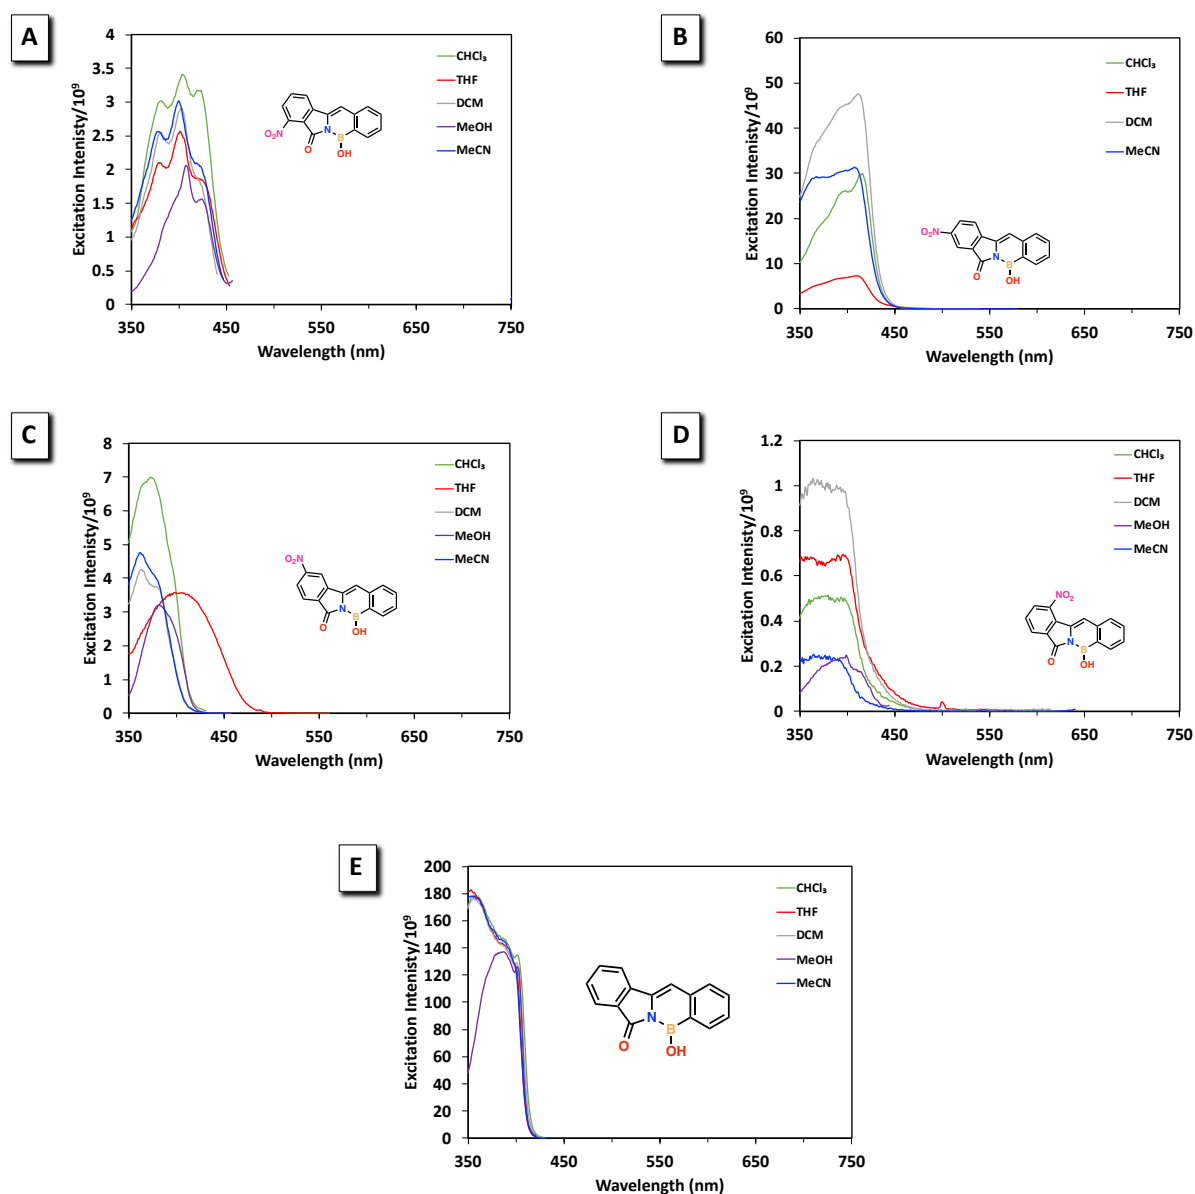 A
Excitation Intenisty/10⁹
4
3.5
3
2.5
2
1.5
1
0.5
0
350
450
550
650
750
Wavelength (nm)
CHCl₃
THF
DCM
MeOH
MeCN
O₂N
O
N
B
OH
B
Excitation Intenisty/10⁹
60
50
40
30
20
10
0
350
450
550
650
750
Wavelength (nm)
CHCl₃
THF
DCM
MeCN
O₂N
O
N
B
OH
C
Excitation Intenisty/10⁹
8
7
6
5
4
3
2
1
0
350
450
550
650
750
Wavelength (nm)
CHCl₃
THF
DCM
MeOH
MeCN
O₂N
O
N
B
OH
D
Excitation Intenisty/10⁹
1.2
1
0.8
0.6
0.4
0.2
0
350
450
550
650
750
Wavelength (nm)
CHCl₃
THF
DCM
MeOH
MeCN
NO₂
O
N
B
OH
E
Excitation Intenisty/10⁹
200
180
160
140
120
100
80
60
40
20
0
350
450
550
650
750
Wavelength (nm)
CHCl₃
THF
DCM
MeOH
MeCN
O
N
B
OH